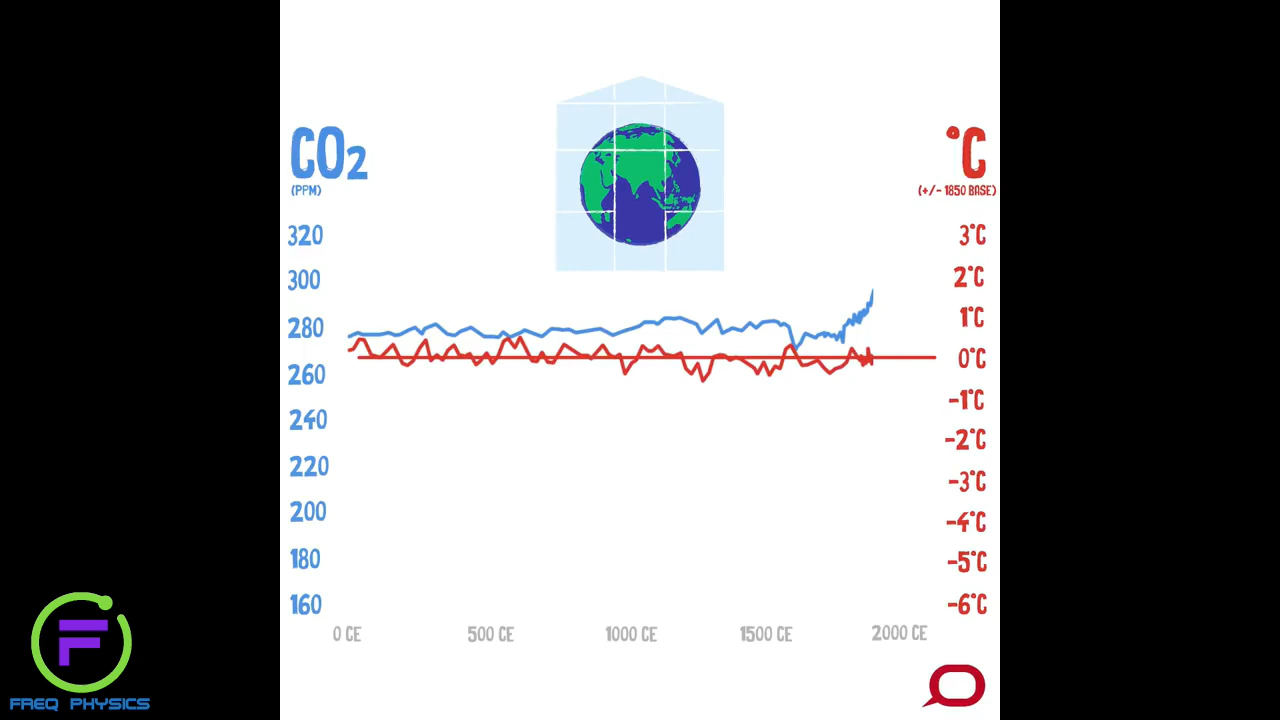 CO2
(PPM)
°C
(+/- 1850 BASE)
320
300
280
260
240
220
200
180
160
3°C
2°C
1°C
0°C
-1°C
-2°C
-3°C
-4°C
-5°C
-6°C
0 CE
500 CE
1000 CE
1500 CE
2000 CE
F
FREQ PHYSICS